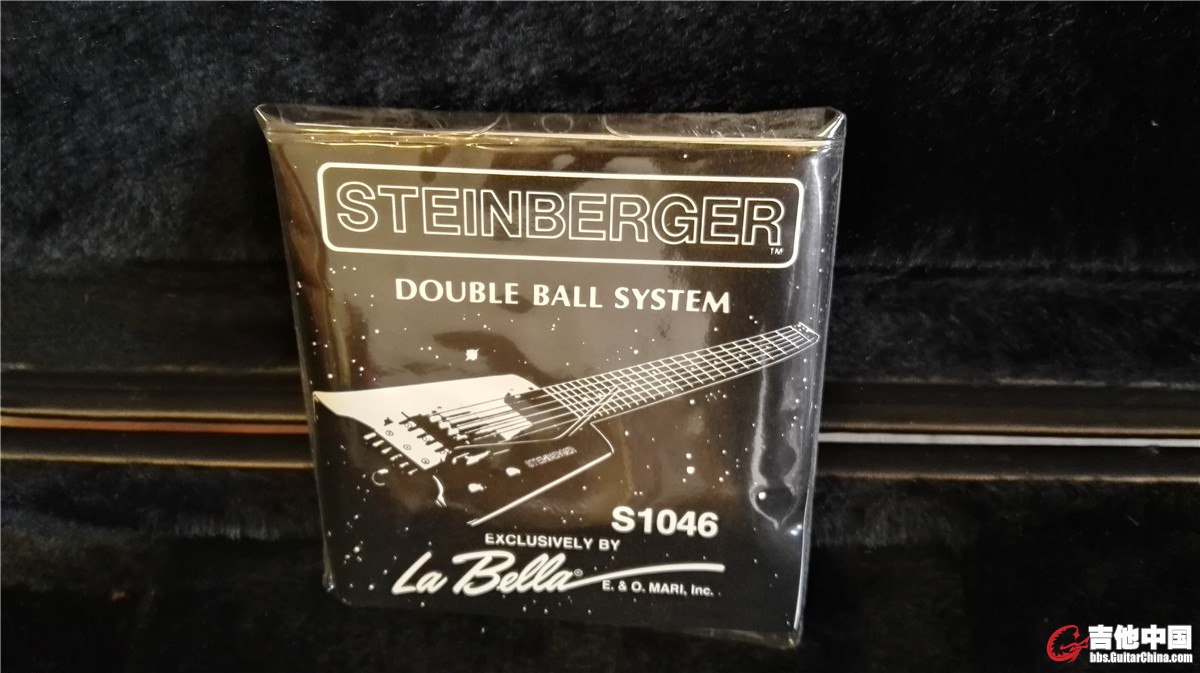 STEINBERGER
TM
DOUBLE BALL SYSTEM
STEINBERGER
S1046
EXCLUSIVELY BY
La Bella®
E. & O. MARI, Inc.
吉他中国
bbs.GuitarChina.com